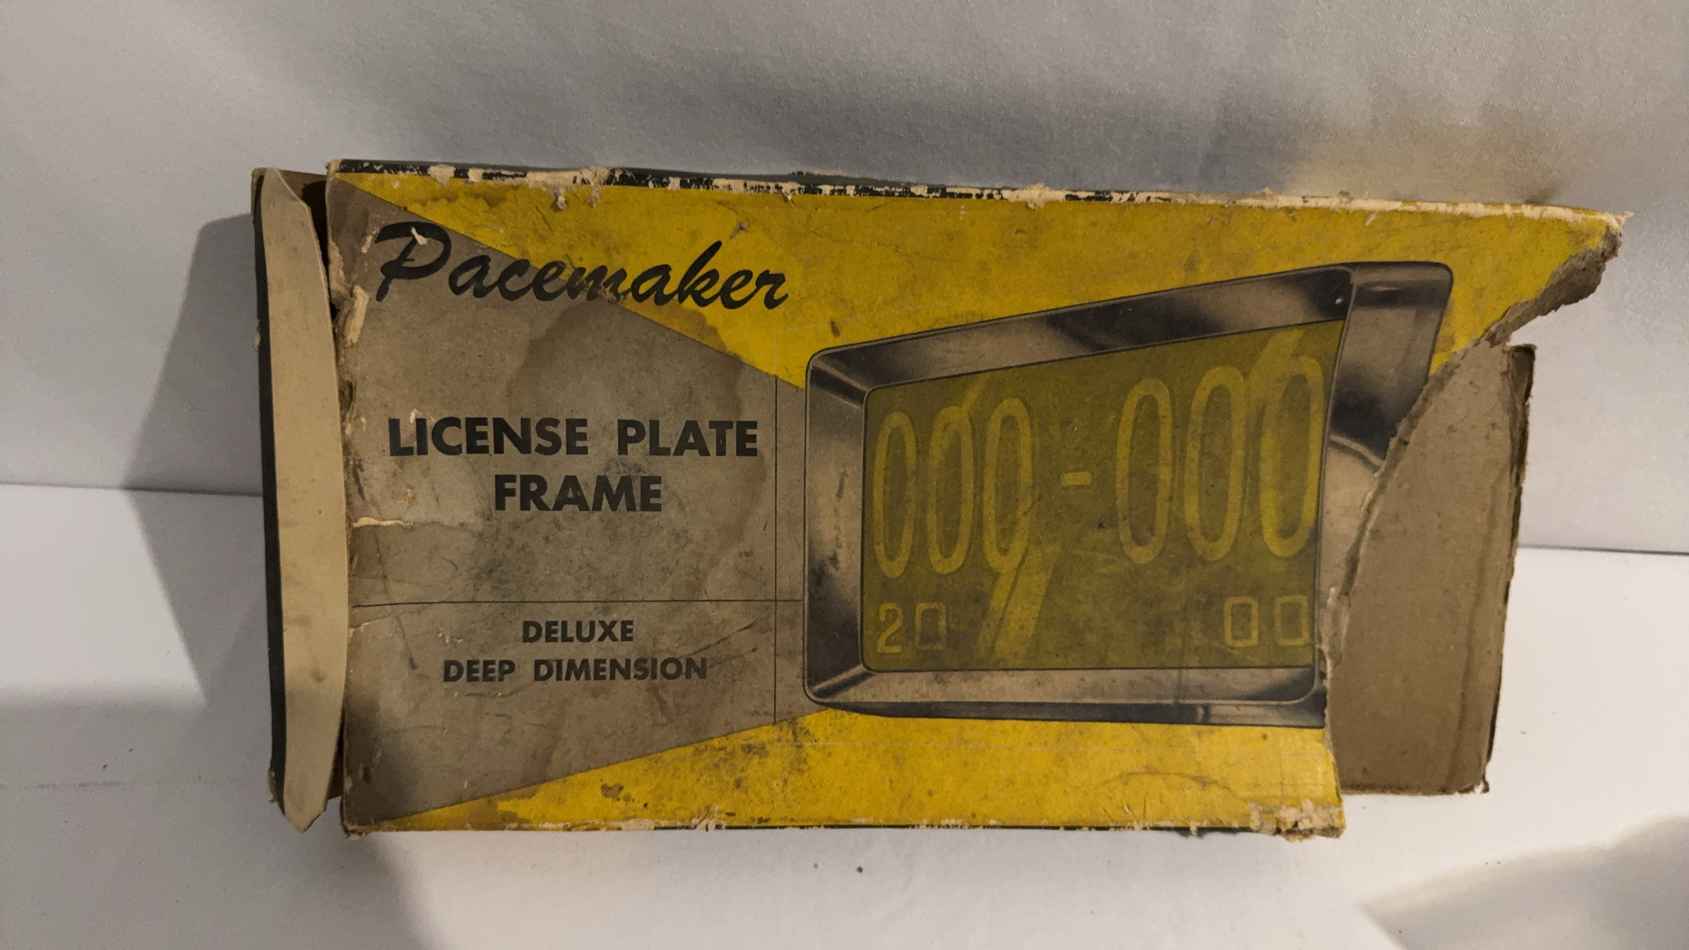 Pacemaker
LICENSE PLATE
FRAME
DELUXE
DEEP DIMENSION
000-000
20 00